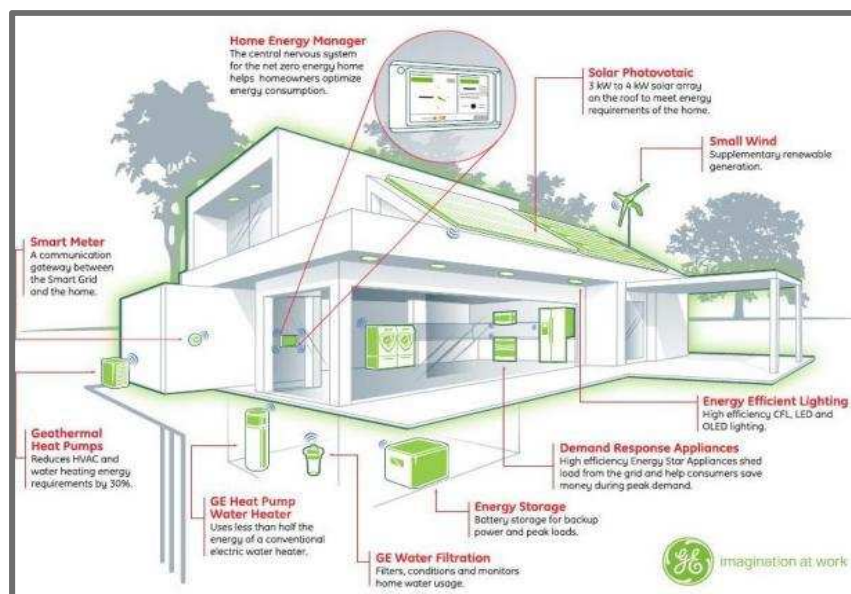 Home Energy Manager
The central nervous system
for the net zero energy home
helps homeowners optimize
energy consumption.
Solar Photovotaic
3 kW to 4 kW solar array
on the roof to meet energy
requirements of the home.
Small Wind
Supplementary renewable
generation.
Smart Meter
A communication
gateway between
the Smart Grid
and the home.
Geothermal
Heat Pumps
Reduces HVAC and
water heating energy
requirements by 30%.
GE Heat Pump
Water Heater
Uses less than half the
energy of a conventional
electric water heater.
GE Water Filtration
Filters, conditions and monitors
home water usage.
Energy Storage
Battery storage for backup
power and peak loads.
Demand Response Appliances
High efficiency Energy Star Appliances shed
load from the grid and help consumers save
money during peak demand.
Energy Efficient Lighting
High efficiency CFL, LED and
OLED lighting.
GE imagination at work